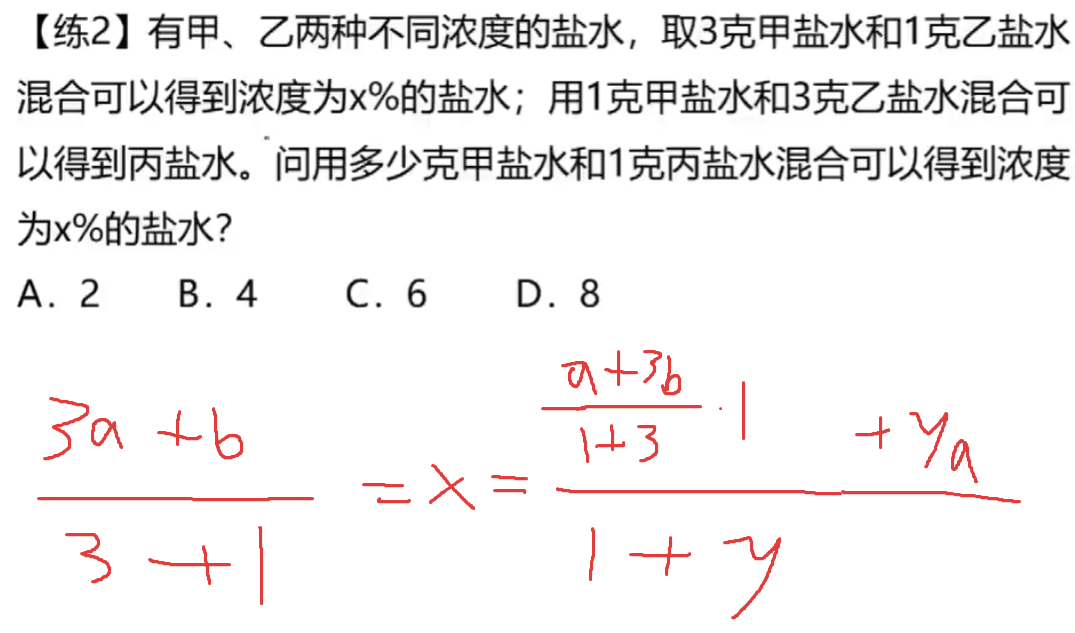 【练2】有甲、乙两种不同浓度的盐水，取3克甲盐水和1克乙盐水
混合可以得到浓度为x%的盐水；用1克甲盐水和3克乙盐水混合可
以得到丙盐水。问用多少克甲盐水和1克丙盐水混合可以得到浓度
为x%的盐水？
A. 2 B. 4 C. 6 D. 8
a+3b
3a+b 1+3 ·1 +ya
= x =
3+1 1+y